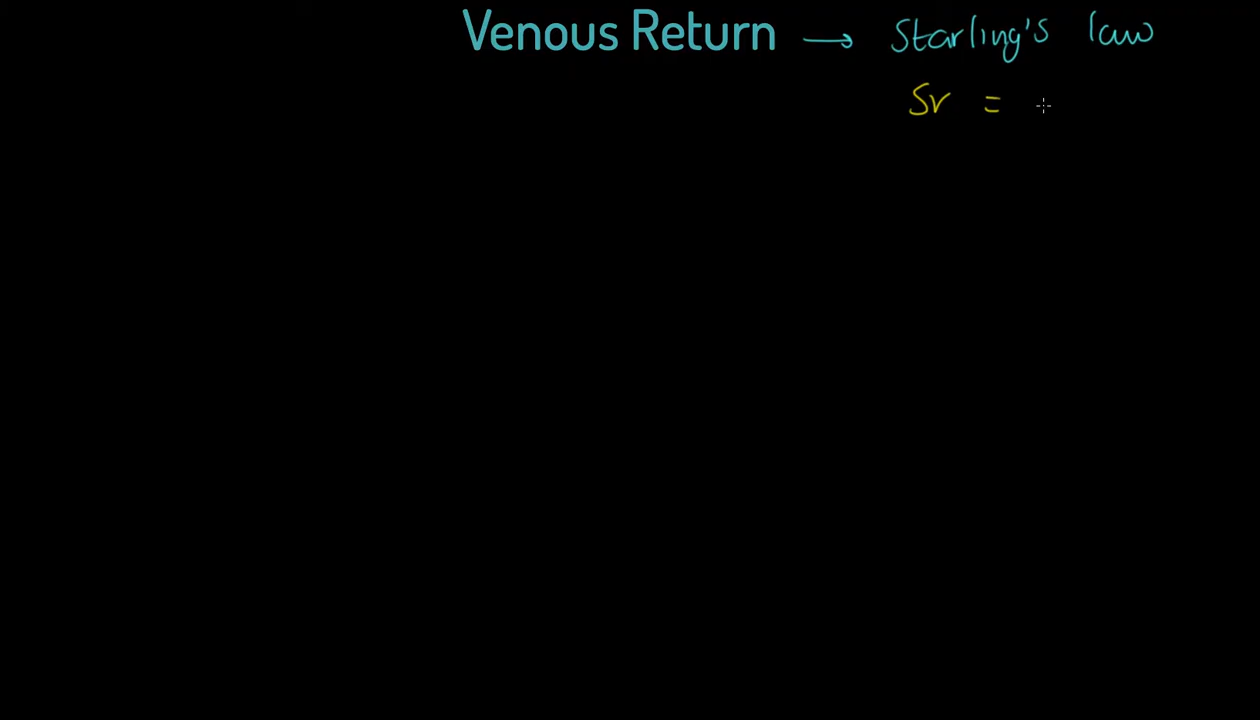 Venous Return → Starling's law
SV =